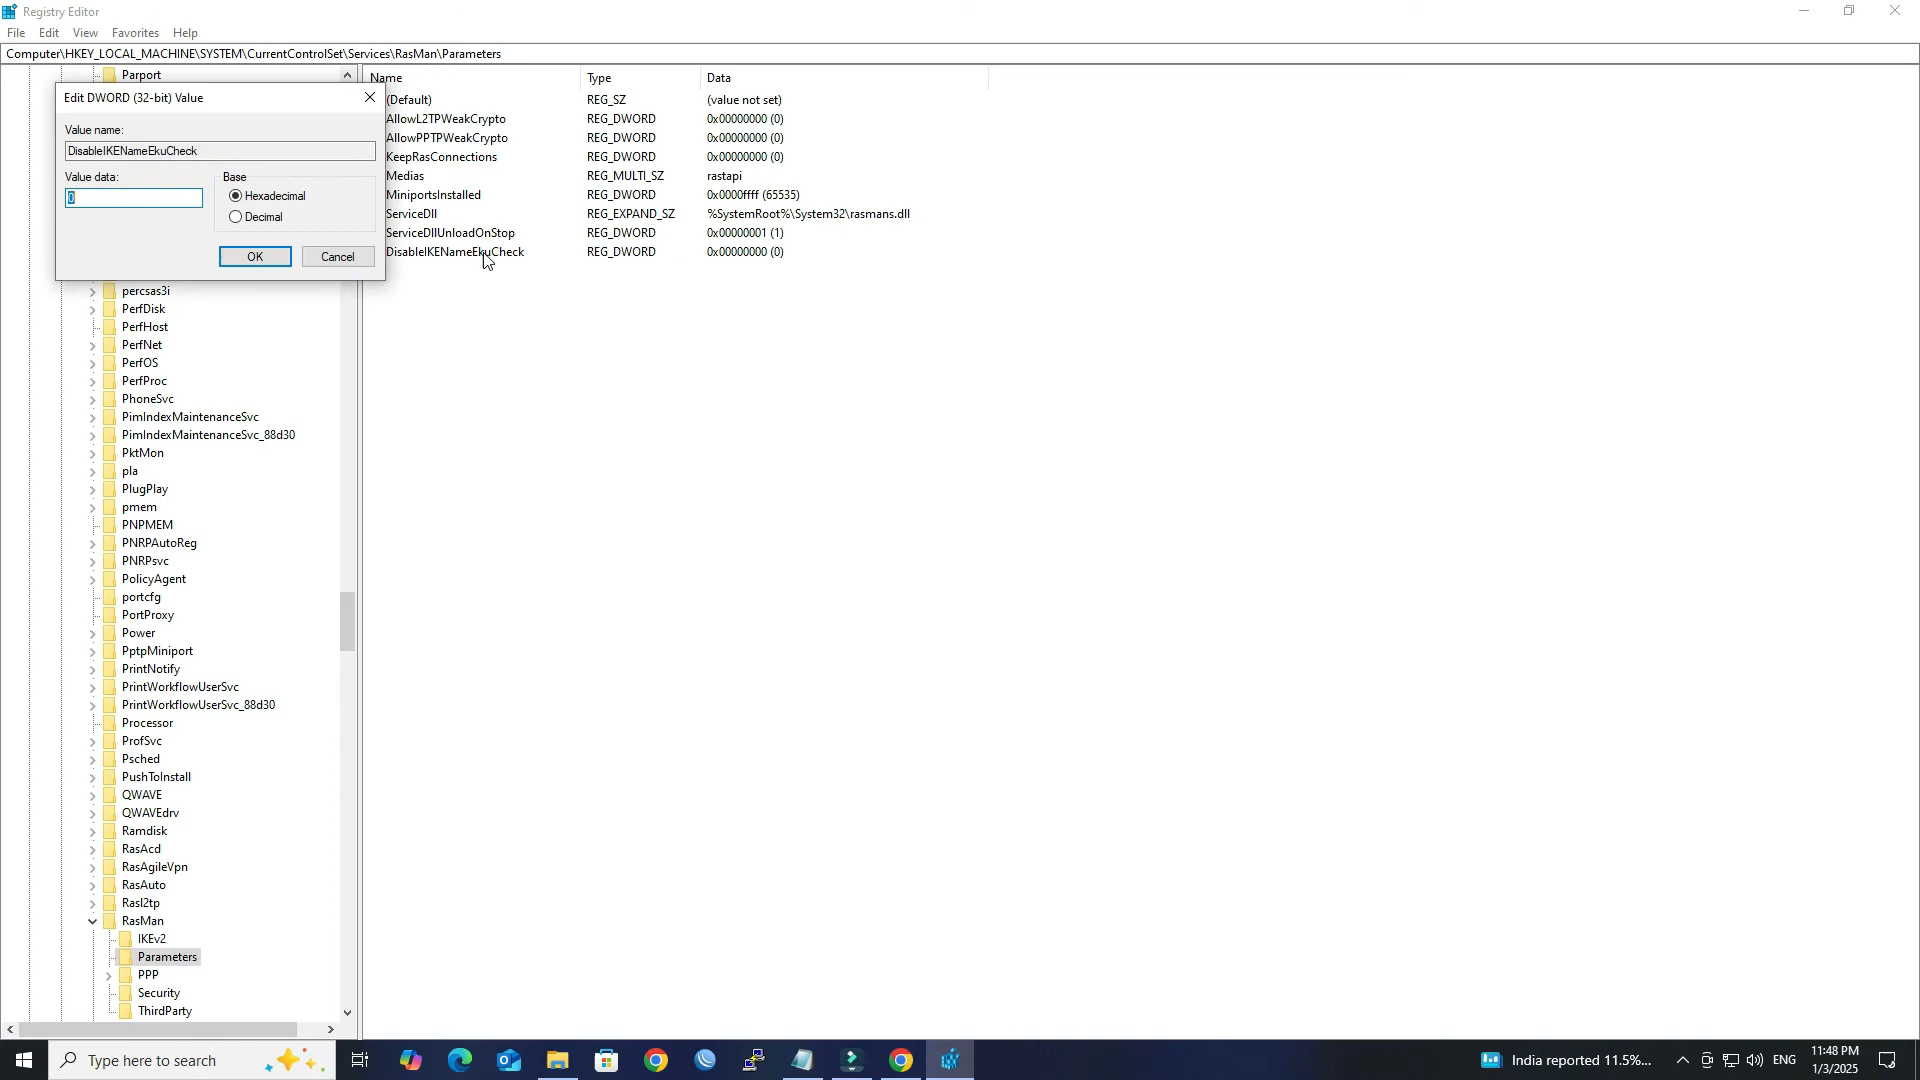 Registry Editor
File Edit View Favorites Help
Computer\HKEY_LOCAL_MACHINE\SYSTEM\CurrentControlSet\Services\RasMan\Parameters
Parport
Edit DWORD (32-bit) Value
Value name:
DisableIKENameEkuCheck
Value data:
0
Base
Hexadecimal
Decimal
OK Cancel
Name Type Data
(Default) REG_SZ (value not set)
AllowL2TPWeakCrypto REG_DWORD 0x00000000 (0)
AllowPPTPWeakCrypto REG_DWORD 0x00000000 (0)
KeepRasConnections REG_DWORD 0x00000000 (0)
Medias REG_MULTI_SZ rastapi
MiniportsInstalled REG_DWORD 0x0000ffff (65535)
ServiceDll REG_EXPAND_SZ %SystemRoot%\System32\rasmans.dll
ServiceDllUnloadOnStop REG_DWORD 0x00000001 (1)
DisableIKENameEkuCheck REG_DWORD 0x00000000 (0)
percsas3i
PerfDisk
PerfHost
PerfNet
PerfOS
PerfProc
PhoneSvc
PimIndexMaintenanceSvc
PimIndexMaintenanceSvc_88d30
PktMon
pla
PlugPlay
pmem
PNPMEM
PNRPAutoReg
PNRPsvc
PolicyAgent
portcfg
PortProxy
Power
PptpMiniport
PrintNotify
PrintWorkflowUserSvc
PrintWorkflowUserSvc_88d30
Processor
ProfSvc
Psched
PushToInstall
QWAVE
QWAVEdrv
Ramdisk
RasAcd
RasAgileVpn
RasAuto
Rasl2tp
RasMan
IKEv2
Parameters
PPP
Security
ThirdParty
Type here to search
India reported 11.5%...
ENG
11:48 PM
1/3/2025